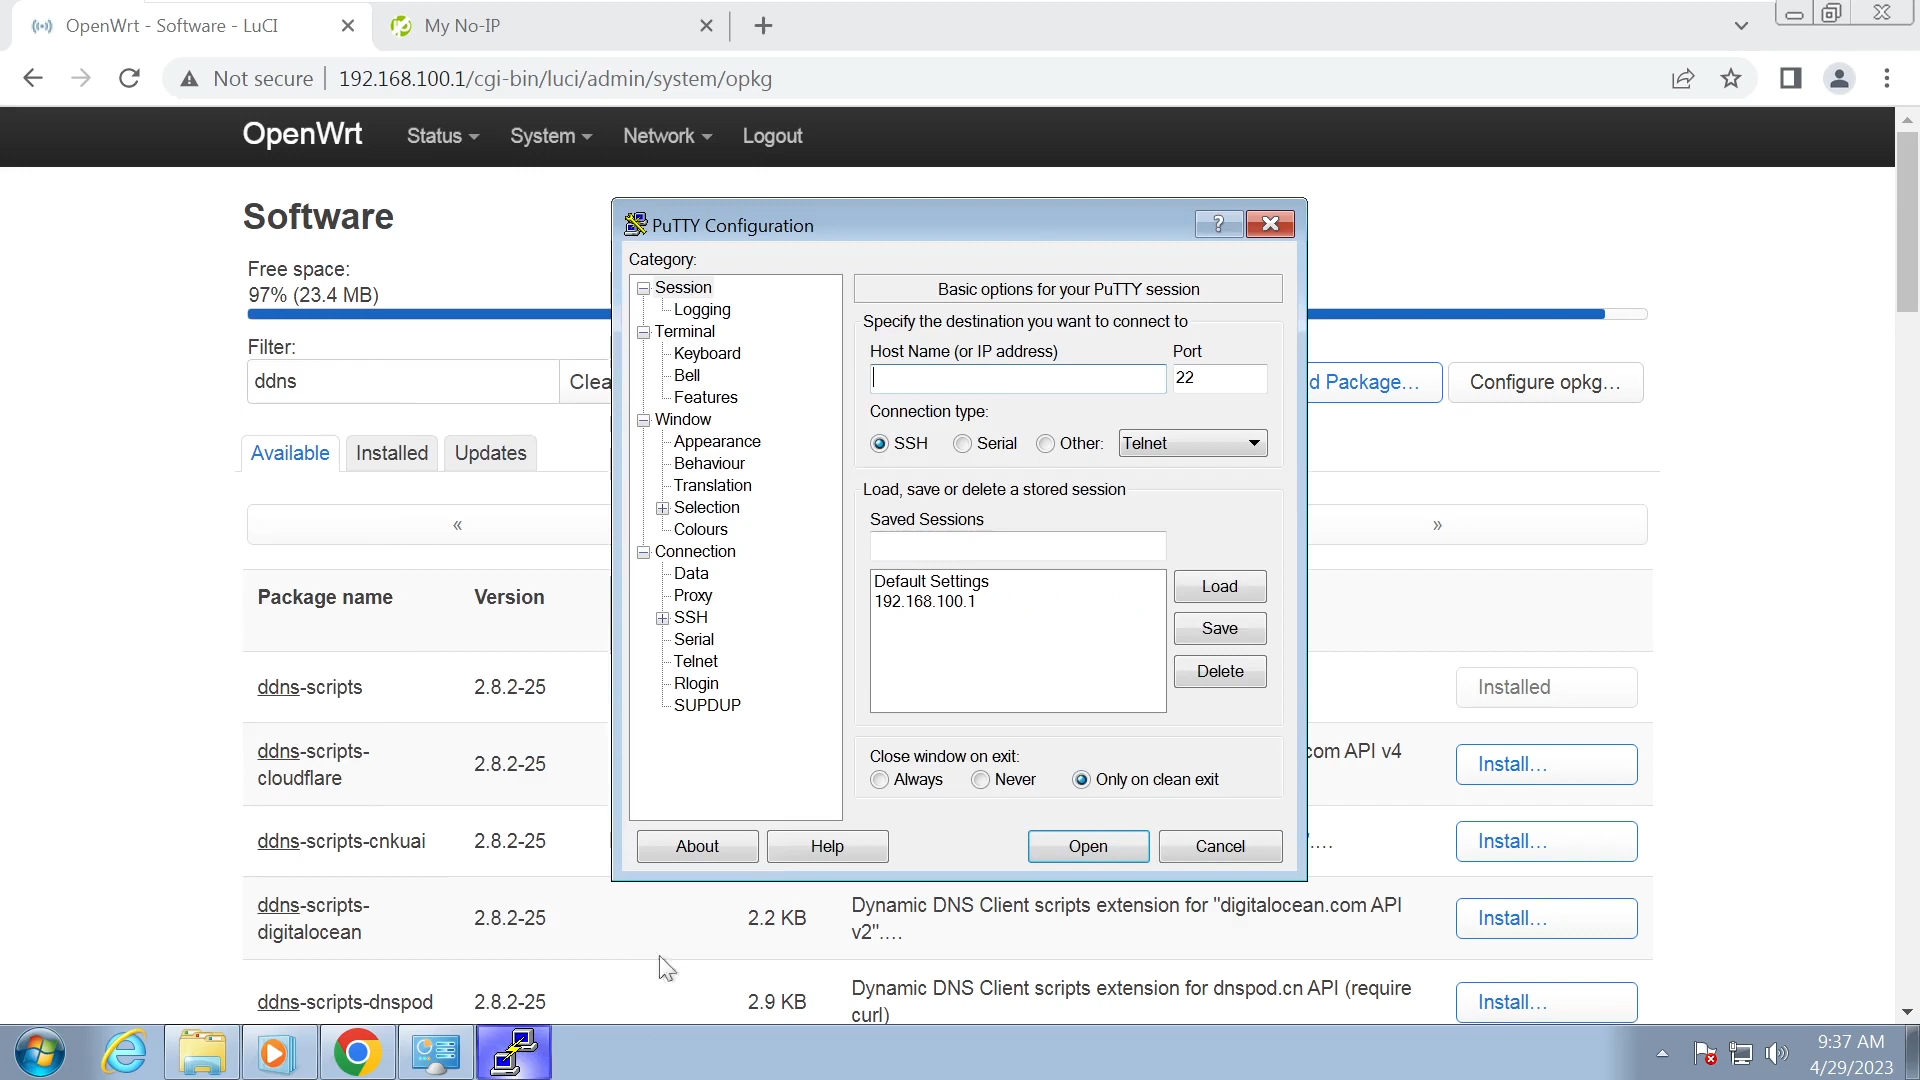 OpenWrt - Software - LuCI
My No-IP
Not secure
192.168.100.1/cgi-bin/luci/admin/system/opkg
OpenWrt
Status
System
Network
Logout
Software
Free space:
97% (23.4 MB)
Filter:
ddns
Clea
d Package...
Configure opkg...
Available
Installed
Updates
«
»
Package name
Version
ddns-scripts
2.8.2-25
Installed
ddns-scripts-
cloudflare
2.8.2-25
com API v4
Install...
ddns-scripts-cnkuai
2.8.2-25
Install...
ddns-scripts-
digitalocean
2.8.2-25
2.2 KB
Dynamic DNS Client scripts extension for "digitalocean.com API
v2"....
Install...
ddns-scripts-dnspod
2.8.2-25
2.9 KB
Dynamic DNS Client scripts extension for dnspod.cn API (require
curl)
Install...
PuTTY Configuration
?
Category:
Session
Logging
Terminal
Keyboard
Bell
Features
Window
Appearance
Behaviour
Translation
Selection
Colours
Connection
Data
Proxy
SSH
Serial
Telnet
Rlogin
SUPDUP
Basic options for your PuTTY session
Specify the destination you want to connect to
Host Name (or IP address)
Port
22
Connection type:
SSH
Serial
Other:
Telnet
Load, save or delete a stored session
Saved Sessions
Default Settings
192.168.100.1
Load
Save
Delete
Close window on exit:
Always
Never
Only on clean exit
About
Help
Open
Cancel
9:37 AM
4/29/2023